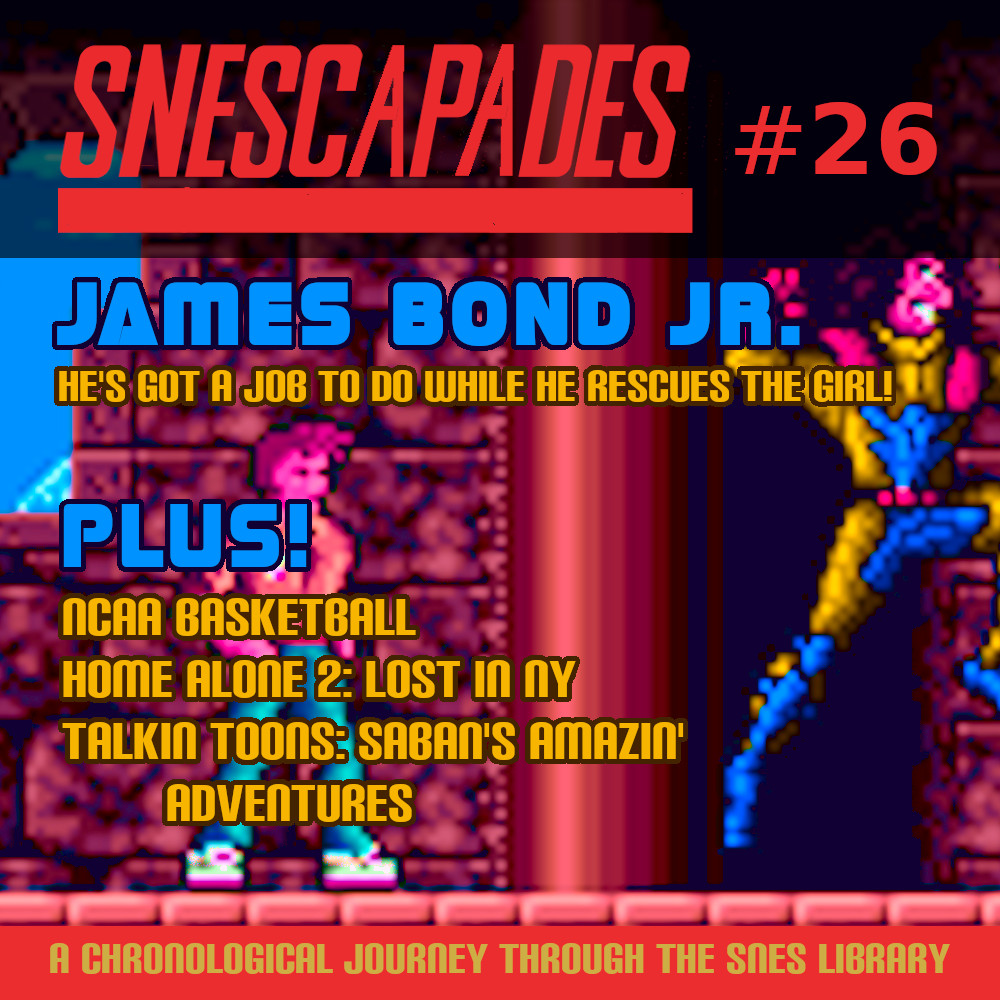 SNESCAPADES #26
JAMES BOND JR.
HE'S GOT A JOB TO DO WHILE HE RESCUES THE GIRL!
PLUS!
NCAA BASKETBALL
HOME ALONE 2: LOST IN NY
TALKIN TOONS: SABAN'S AMAZIN'
ADVENTURES
A CHRONOLOGICAL JOURNEY THROUGH THE SNES LIBRARY